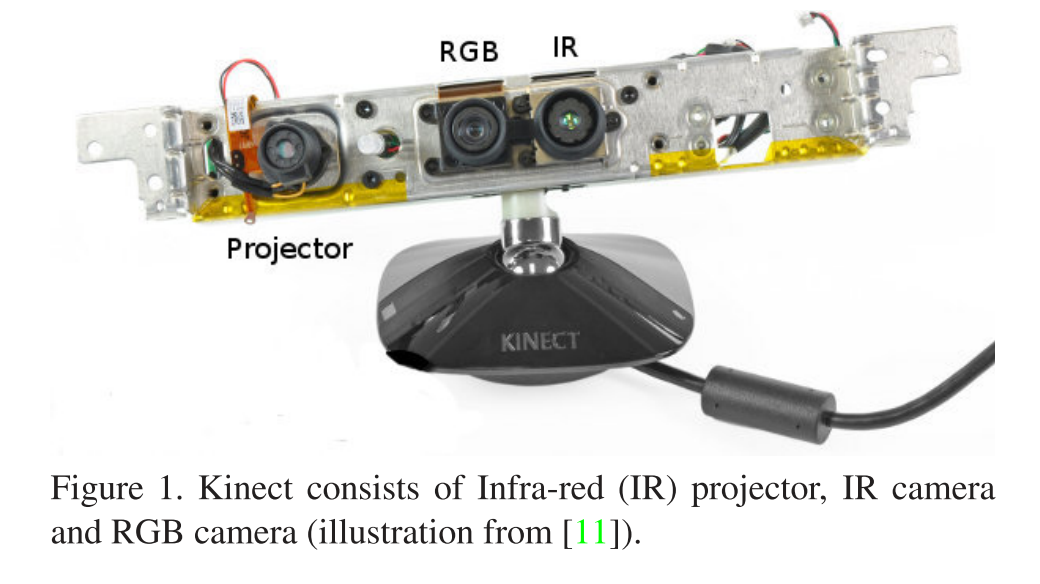 RGB IR
Projector
KINECT
Figure 1. Kinect consists of Infra-red (IR) projector, IR camera
and RGB camera (illustration from [11]).